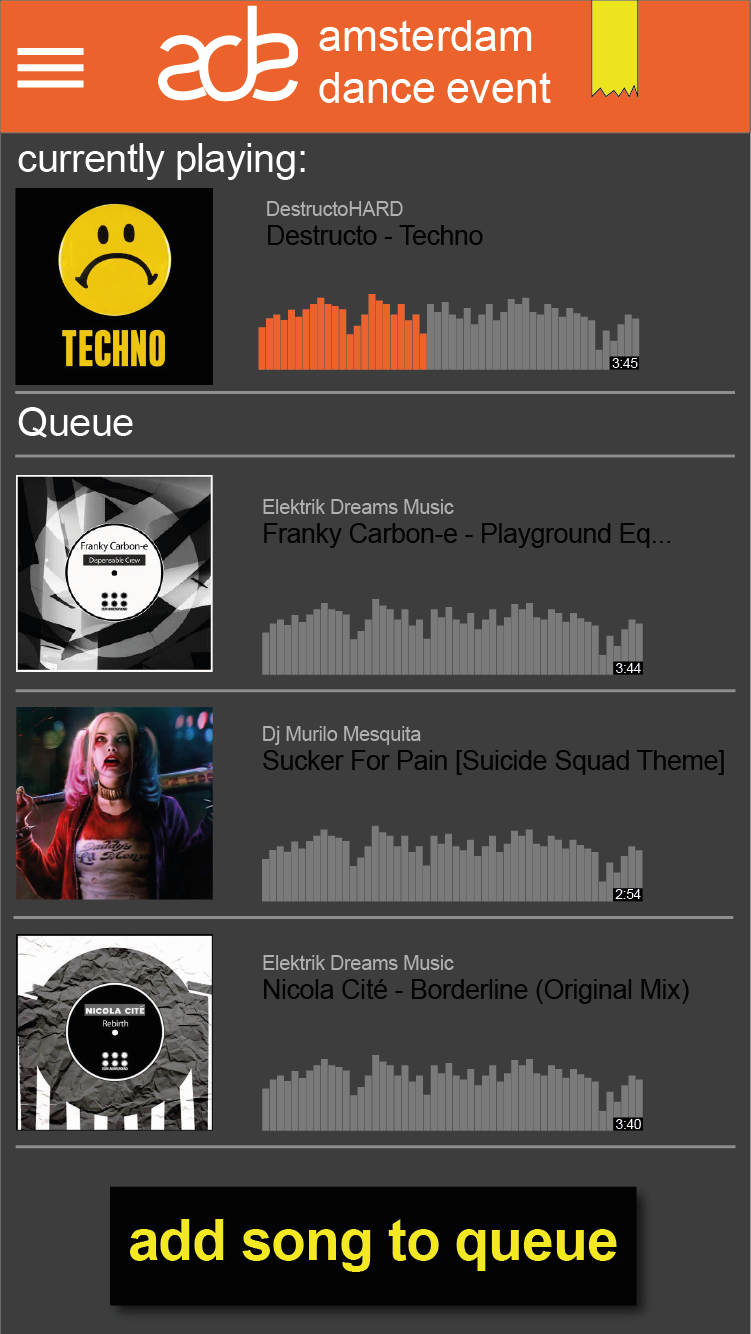 ade
amsterdam
dance event
currently playing:
TECHNO
DestructoHARD
Destructo - Techno
3:45
Queue
Franky Carbon-e
Dispensable Crew
Elektrik Dreams Music
Franky Carbon-e - Playground Eq...
3:44
Dj Murilo Mesquita
Sucker For Pain [Suicide Squad Theme]
2:54
NICOLA CITÉ
Rebirth
Elektrik Dreams Music
Nicola Cité - Borderline (Original Mix)
3:40
add song to queue